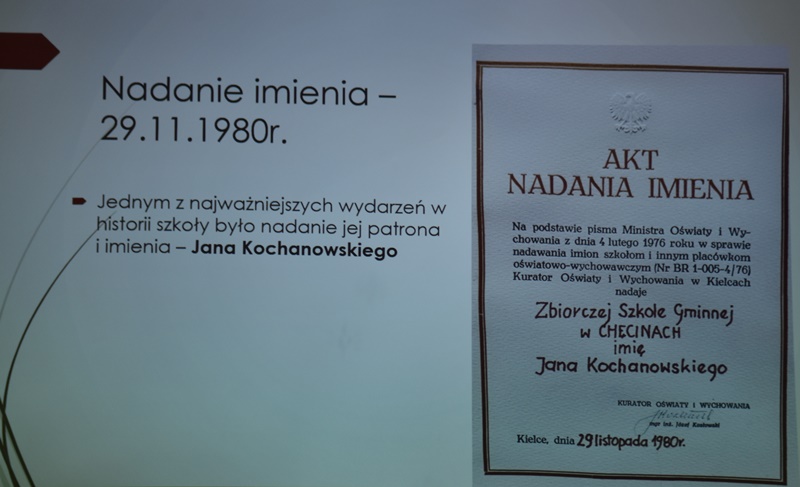 Nadanie imienia –
29.11.1980r.
Jednym z najważniejszych wydarzeń w
historii szkoły było nadanie jej patrona
i imienia – Jana Kochanowskiego
AKT
NADANIA IMIENIA
Na podstawie pisma Ministra Oświaty i Wy-
chowania z dnia 4 lutego 1976 roku w sprawie
nadawania imion szkołom i innym placówkom
oświatowo-wychowawczym (Nr BR 1-005-4/76)
Kurator Oświaty i Wychowania w Kielcach
nadaje
Zbiorczej Szkole Gminnej
w CHĘCINACH
imię
Jana Kochanowskiego
KURATOR OŚWIATY I WYCHOWANIA
mgr inż. Józef
Kielce, dnia 29 listopada 1980r.